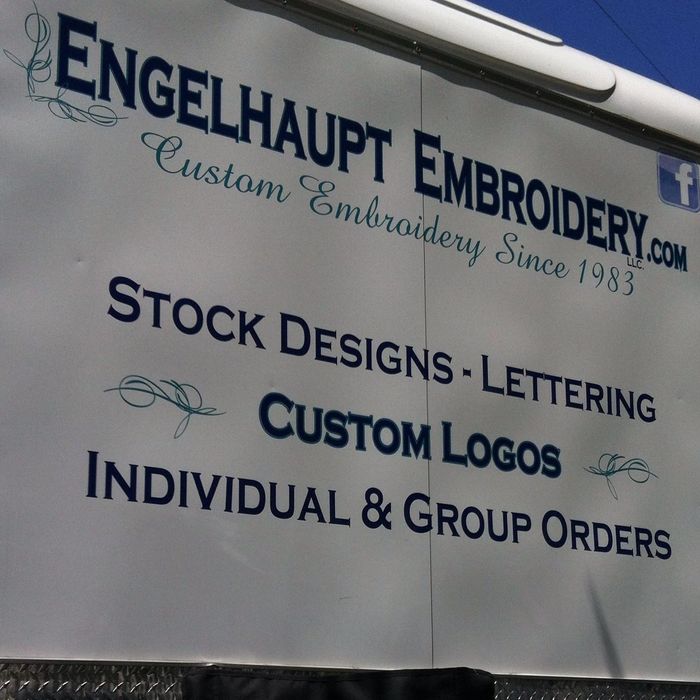 ENGELHAUPT EMBROIDERY.COM
LLC.
Custom Embroidery Since 1983
STOCK DESIGNS - LETTERING
CUSTOM LOGOS
INDIVIDUAL & GROUP ORDERS